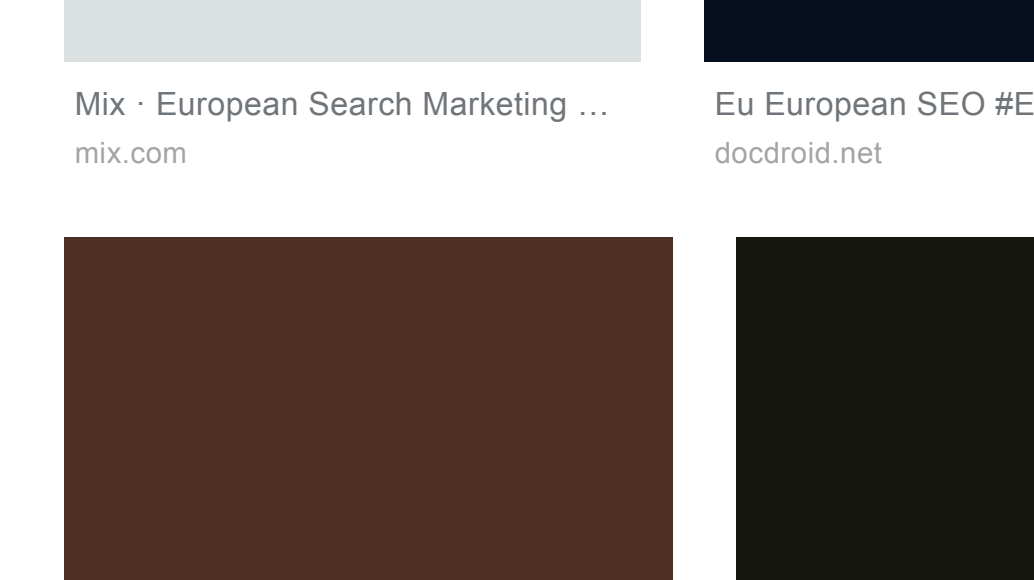 Mix · European Search Marketing ...
Eu European SEO #E
mix.com
docdroid.net